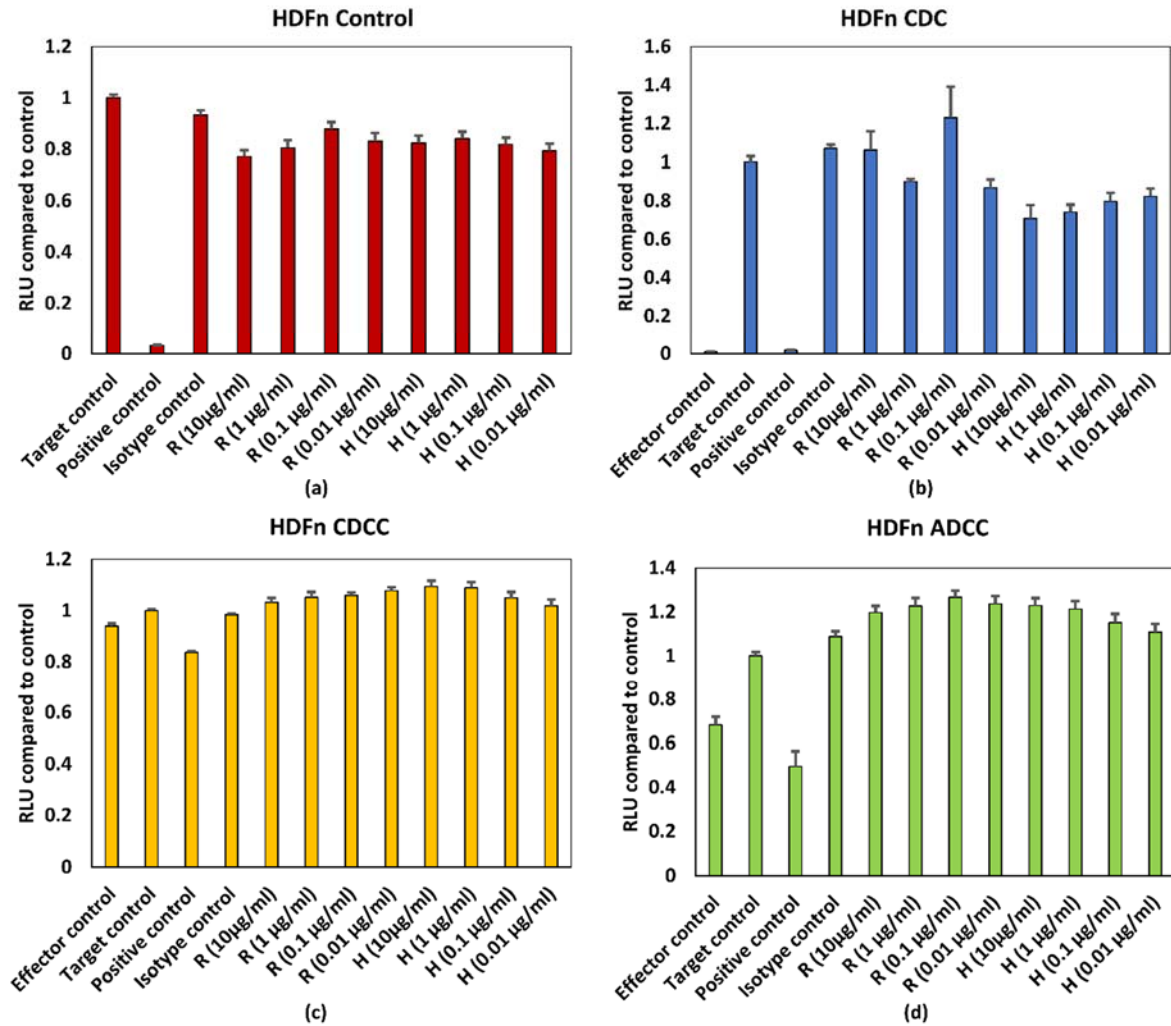 HDFn Control
RLU compared to control
1.2
1
0.8
0.6
0.4
0.2
0
Target control
Positive control
Isotype control
R (10µg/ml)
R (1 µg/ml)
R (0.1 µg/ml)
R (0.01 µg/ml)
H (10µg/ml)
H (1 µg/ml)
H (0.1 µg/ml)
H (0.01 µg/ml)
(a)
HDFn CDC
RLU compared to control
1.6
1.4
1.2
1
0.8
0.6
0.4
0.2
0
Effector control
Target control
Positive control
Isotype control
R (10µg/ml)
R (1 µg/ml)
R (0.1 µg/ml)
R (0.01 µg/ml)
H (10µg/ml)
H (1 µg/ml)
H (0.1 µg/ml)
H (0.01 µg/ml)
(b)
HDFn CDCC
RLU compared to control
1.2
1
0.8
0.6
0.4
0.2
0
Effector control
Target control
Positive control
Isotype control
R (10µg/ml)
R (1 µg/ml)
R (0.1 µg/ml)
R (0.01 µg/ml)
H (10µg/ml)
H (1 µg/ml)
H (0.1 µg/ml)
H (0.01 µg/ml)
(c)
HDFn ADCC
RLU compared to control
1.4
1.2
1
0.8
0.6
0.4
0.2
0
Effector control
Target control
Positive control
Isotype control
R (10µg/ml)
R (1 µg/ml)
R (0.1 µg/ml)
R (0.01 µg/ml)
H (10µg/ml)
H (1 µg/ml)
H (0.1 µg/ml)
H (0.01 µg/ml)
(d)